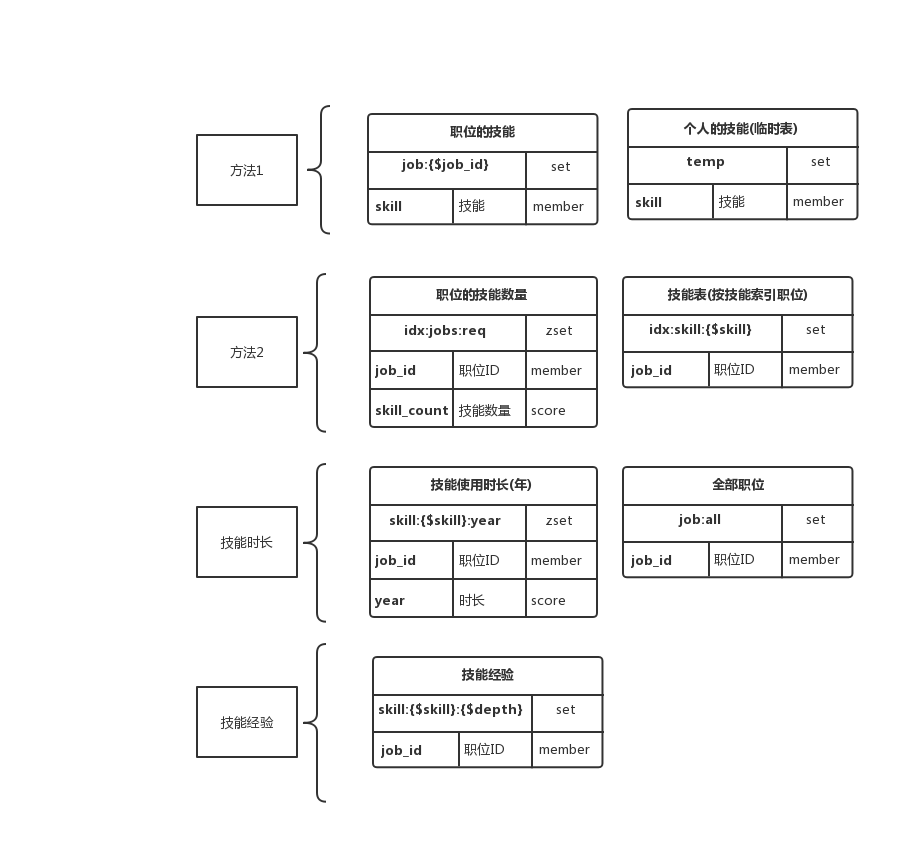 方法1
职位的技能
job:{$job_id} set
skill 技能 member
个人的技能(临时表)
temp set
skill 技能 member
方法2
职位的技能数量
idx:jobs:req zset
job_id 职位ID member
skill_count 技能数量 score
技能表(按技能索引职位)
idx:skill:{$skill} set
job_id 职位ID member
技能时长
技能使用时长(年)
skill:{$skill}:year zset
job_id 职位ID member
year 时长 score
全部职位
job:all set
job_id 职位ID member
技能经验
技能经验
skill:{$skill}:{$depth} set
job_id 职位ID member